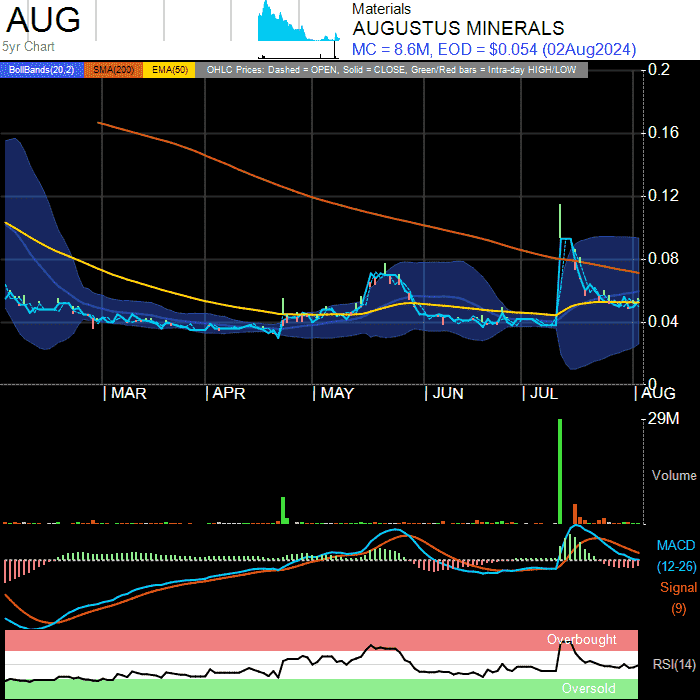 AUG
5yr Chart
Materials
AUGUSTUS MINERALS
MC = 8.6M, EOD = $0.054 (02Aug2024)
BollBands(20,2) SMA(200) EMA(50) OHLC Prices: Dashed = OPEN, Solid = CLOSE, Green/Red bars = Intra-day HIGH/LOW
0.2
0.16
0.12
0.08
0.04
0
MAR APR MAY JUN JUL AUG
29M
Volume
MACD
(12-26)
Signal
(9)
Overbought
RSI(14)
Oversold